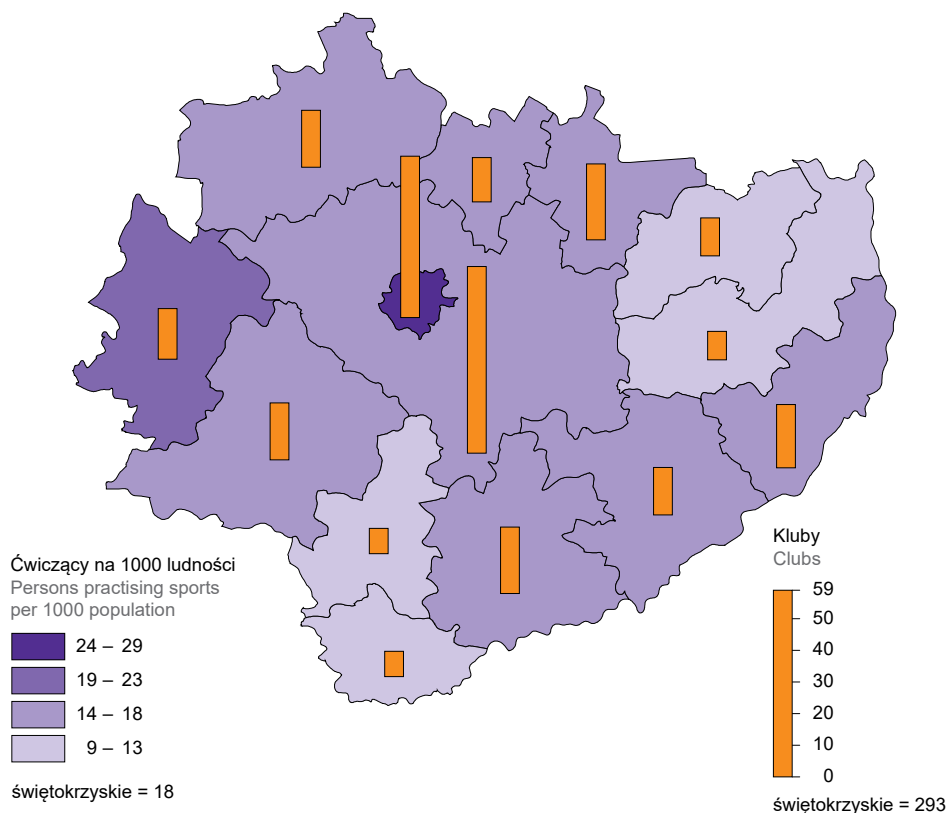 Ćwiczący na 1000 ludności
Persons practising sports
per 1000 population
24 – 29
19 – 23
14 – 18
9 – 13
świętokrzyskie = 18
Kluby
Clubs
59
50
40
30
20
10
0
świętokrzyskie = 293